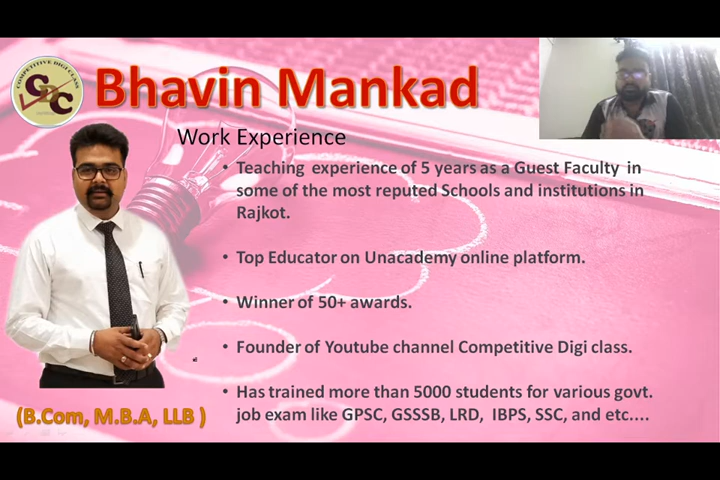 COMPETITIVE DIGI CLASS
CDC
Bhavin Mankad
Work Experience
• Teaching experience of 5 years as a Guest Faculty in
some of the most reputed Schools and institutions in
Rajkot.
• Top Educator on Unacademy online platform.
• Winner of 50+ awards.
• Founder of Youtube channel Competitive Digi class.
• Has trained more than 5000 students for various govt.
job exam like GPSC, GSSSB, LRD, IBPS, SSC, and etc....
(B.Com, M.B.A, LLB )